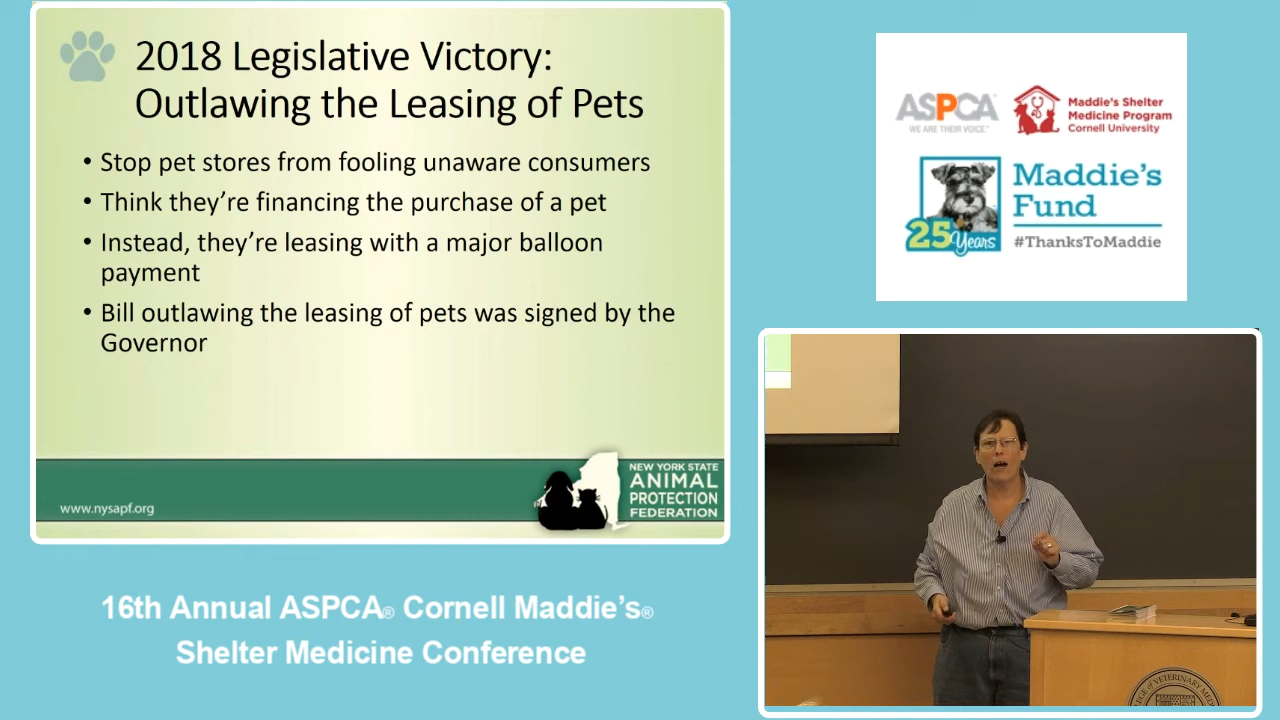 2018 Legislative Victory:
Outlawing the Leasing of Pets
• Stop pet stores from fooling unaware consumers
• Think they're financing the purchase of a pet
• Instead, they're leasing with a major balloon
payment
• Bill outlawing the leasing of pets was signed by the
Governor
www.nysapf.org
NEW YORK STATE
ANIMAL
PROTECTION
FEDERATION
16th Annual ASPCA® Cornell Maddie's®
Shelter Medicine Conference
ASPCA
WE ARE THEIR VOICE.
Maddie's Shelter
Medicine Program
Cornell University
25 Years
Maddie's
Fund
#ThanksToMaddie
COLLEGE of VETERINARY